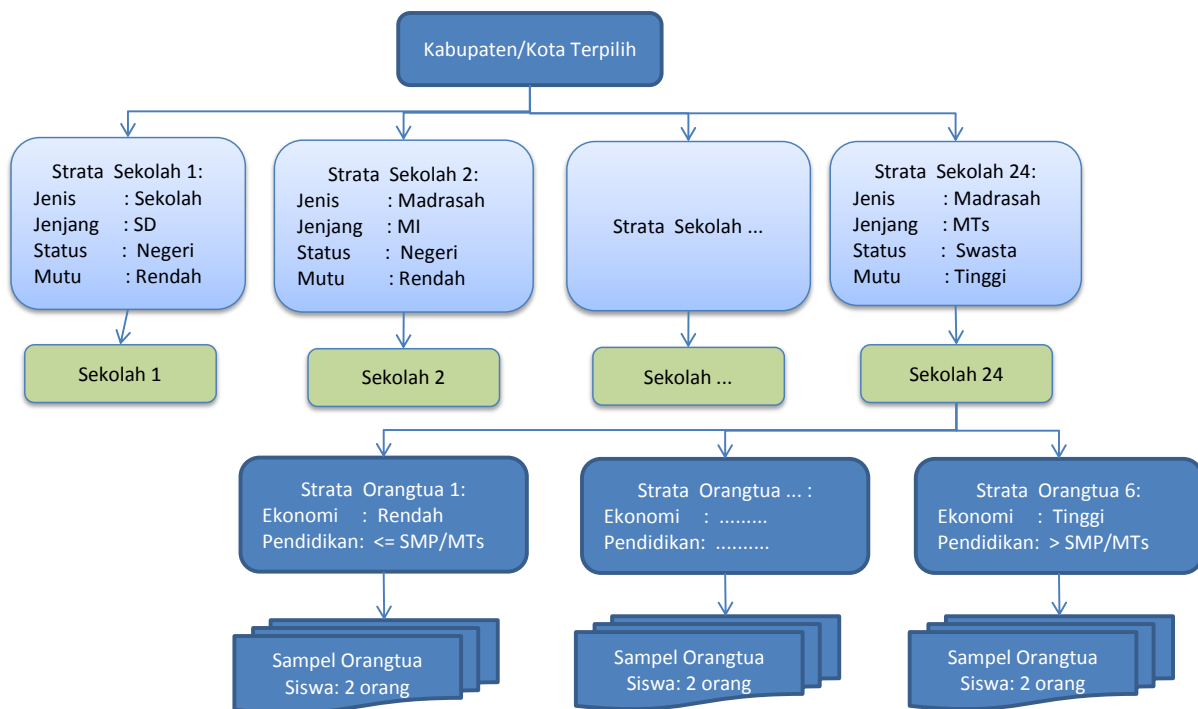 Kabupaten/Kota Terpilih
Strata Sekolah 1:
Jenis : Sekolah
Jenjang : SD
Status : Negeri
Mutu : Rendah
Strata Sekolah 2:
Jenis : Madrasah
Jenjang : MI
Status : Negeri
Mutu : Rendah
Strata Sekolah ...
Strata Sekolah 24:
Jenis : Madrasah
Jenjang : MTs
Status : Swasta
Mutu : Tinggi
Sekolah 1
Sekolah 2
Sekolah ...
Sekolah 24
Strata Orangtua 1:
Ekonomi : Rendah
Pendidikan: <= SMP/MTs
Strata Orangtua ... :
Ekonomi : .........
Pendidikan: ..........
Strata Orangtua 6:
Ekonomi : Tinggi
Pendidikan: > SMP/MTs
Sampel Orangtua
Siswa: 2 orang
Sampel Orangtua
Siswa: 2 orang
Sampel Orangtua
Siswa: 2 orang